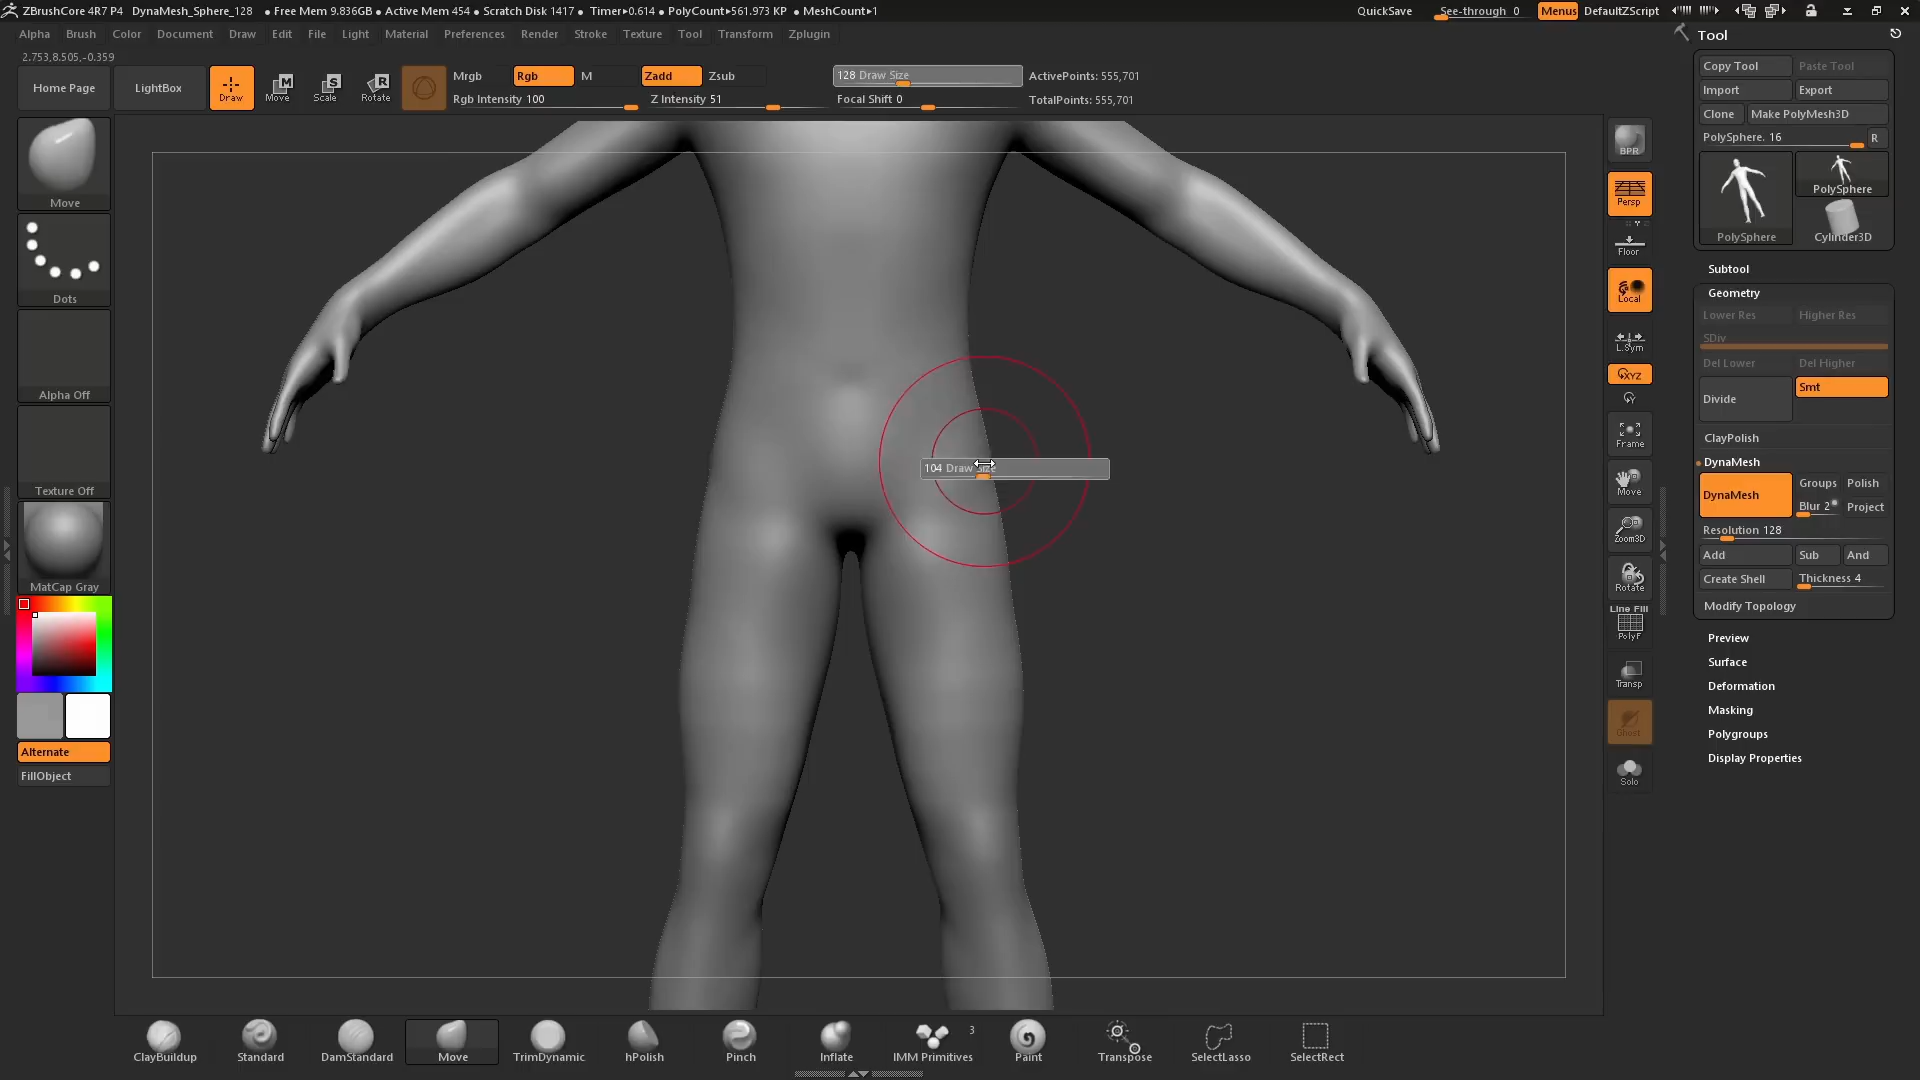 ZBrushCore 4R7 P4 DynaMesh_Sphere_128 • Free Mem 9.836GB • Active Mem 454 • Scratch Disk 1417 • Timer▸0.614 • PolyCount▸561.973 KP • MeshCount▸1 QuickSave See-through 0 Menus DefaultZScript
Alpha Brush Color Document Draw Edit File Light Material Preferences Render Stroke Texture Tool Transform Zplugin
2.753,8.505,-0.359
Home Page
LightBox
Draw
Move
Scale
Rotate
Mrgb Rgb M Zadd Zsub
Rgb Intensity 100 Z Intensity 51
128 Draw Size
Focal Shift 0
ActivePoints: 555,701
TotalPoints: 555,701
Move
Dots
Alpha Off
Texture Off
MatCap Gray
Alternate
FillObject
104 Draw Size
BPR
Persp
Floor
Local
L.Sym
XYZ
Frame
Move
Zoom3D
Rotate
Line Fill
PolyF
Transp
Ghost
Solo
Tool
Copy Tool Paste Tool
Import Export
Clone Make PolyMesh3D
PolySphere. 16 R
PolySphere
PolySphere
Cylinder3D
Subtool
Geometry
Lower Res Higher Res
SDiv
Del Lower Del Higher
Divide
Smt
ClayPolish
DynaMesh
DynaMesh
Groups Polish
Blur 2 Project
Resolution 128
Add Sub And
Create Shell Thickness 4
Modify Topology
Preview
Surface
Deformation
Masking
Polygroups
Display Properties
ClayBuildup Standard DamStandard Move TrimDynamic hPolish Pinch Inflate IMM Primitives 3 Paint Transpose SelectLasso SelectRect